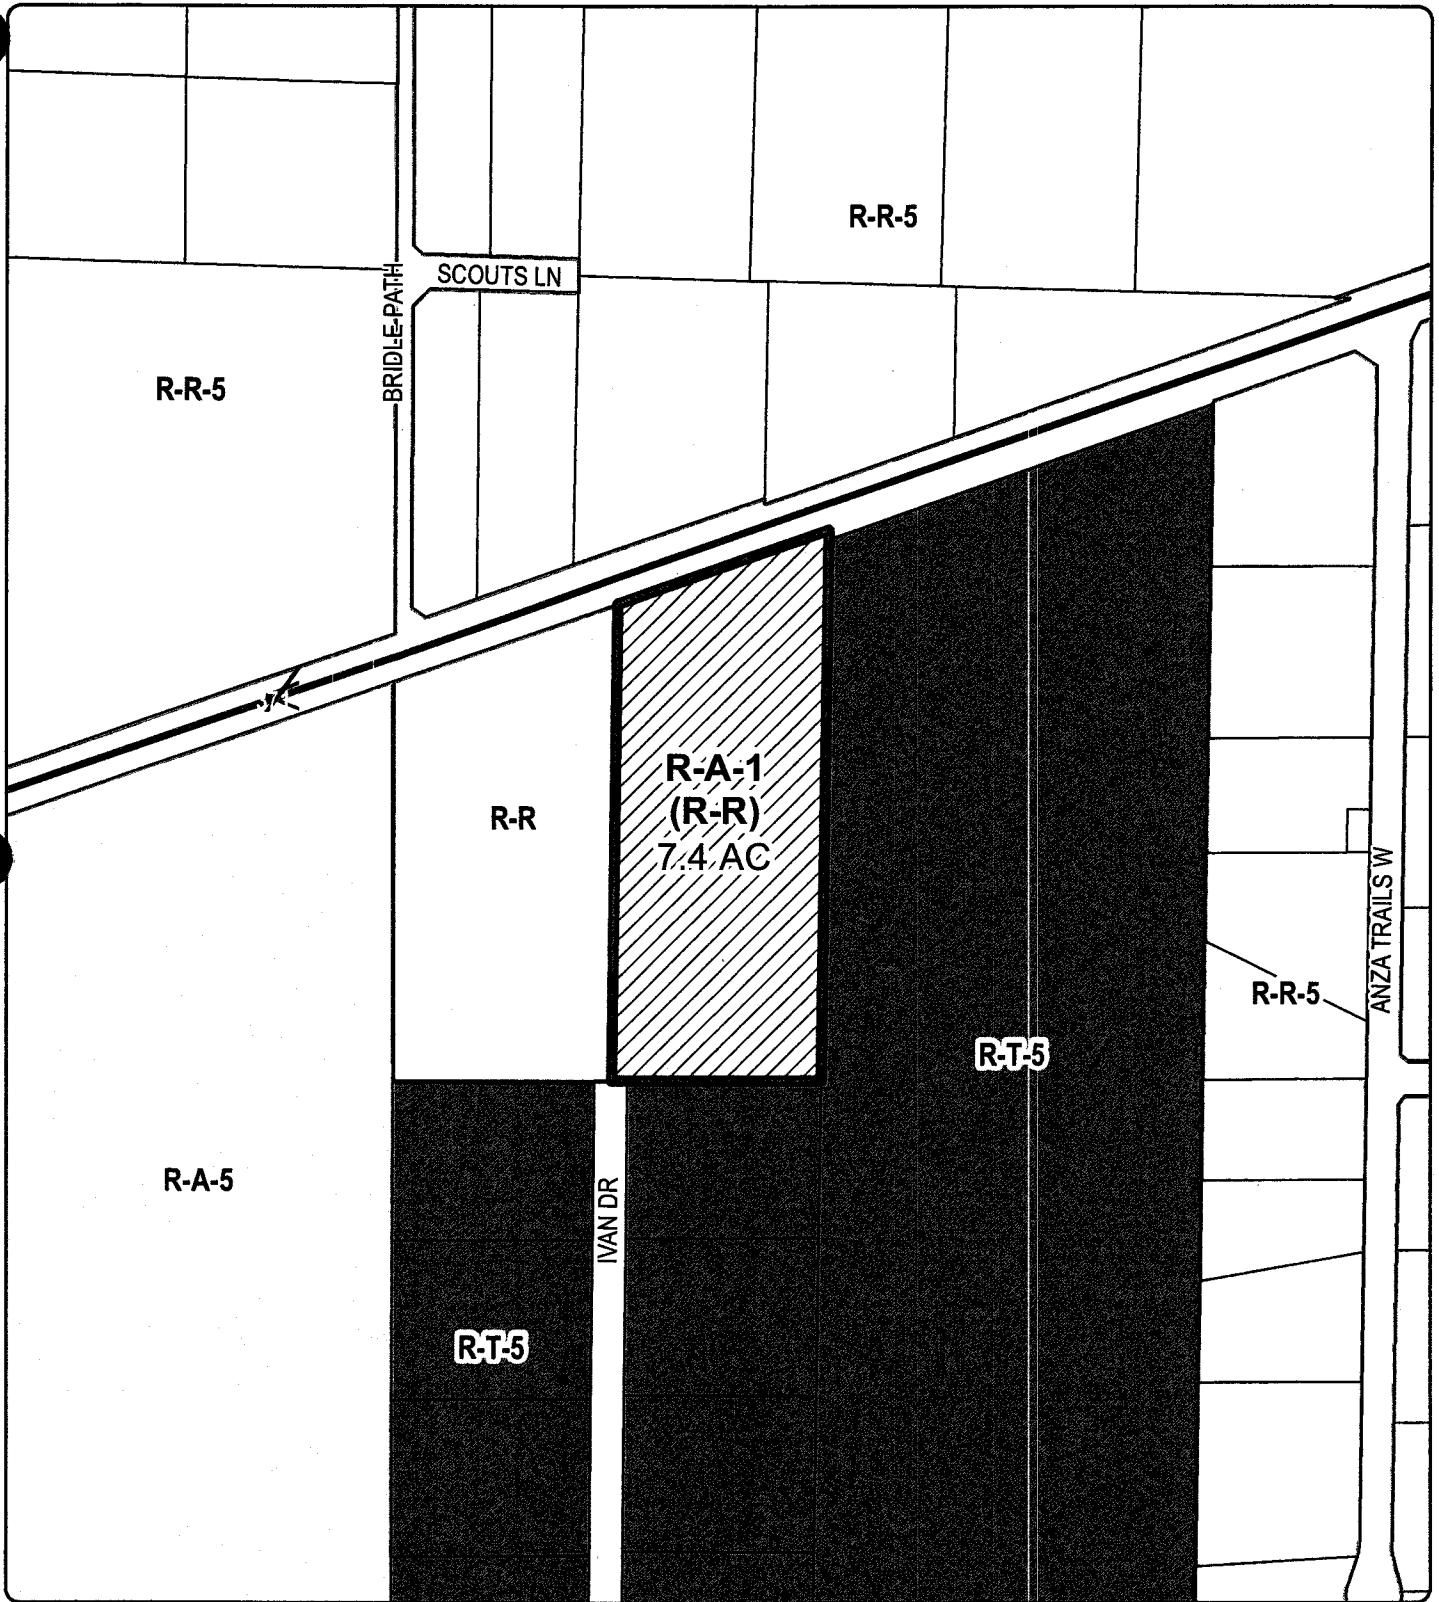 R-R-5
SCOUTS LN
BRIDLE PATH
R-R-5
R-A-1
(R-R)
7.4 AC
R-R
ANZA TRAILS W
R-R-5
R-T-5
R-A-5
IVAN DR
R-T-5